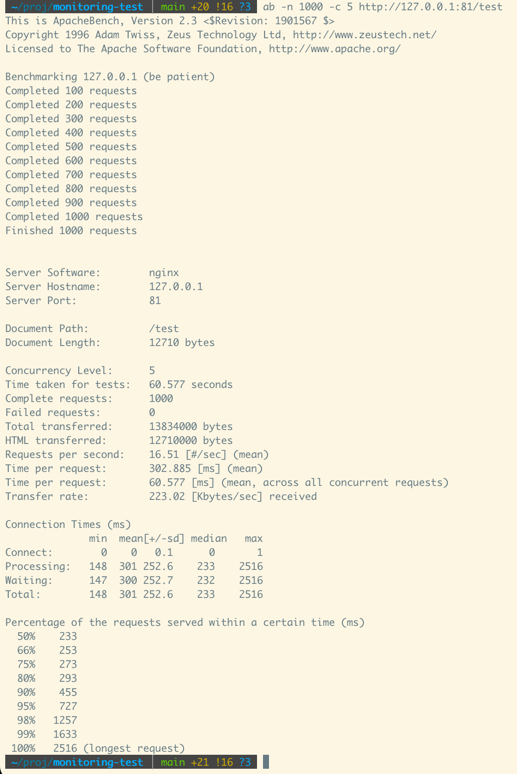 ~/proj/monitoring-test | main +20 !16 ?3 ab -n 1000 -c 5 http://127.0.0.1:81/test
This is ApacheBench, Version 2.3 <$Revision: 1901567 $>
Copyright 1996 Adam Twiss, Zeus Technology Ltd, http://www.zeustech.net/
Licensed to The Apache Software Foundation, http://www.apache.org/

Benchmarking 127.0.0.1 (be patient)
Completed 100 requests
Completed 200 requests
Completed 300 requests
Completed 400 requests
Completed 500 requests
Completed 600 requests
Completed 700 requests
Completed 800 requests
Completed 900 requests
Completed 1000 requests
Finished 1000 requests


Server Software:        nginx
Server Hostname:        127.0.0.1
Server Port:            81

Document Path:          /test
Document Length:        12710 bytes

Concurrency Level:      5
Time taken for tests:   60.577 seconds
Complete requests:      1000
Failed requests:        0
Total transferred:      13834000 bytes
HTML transferred:       12710000 bytes
Requests per second:    16.51 [#/sec] (mean)
Time per request:       302.885 [ms] (mean)
Time per request:       60.577 [ms] (mean, across all concurrent requests)
Transfer rate:          223.02 [Kbytes/sec] received

Connection Times (ms)
              min  mean[+/-sd] median   max
Connect:        0    0   0.1      0       1
Processing:   148  301 252.6    233    2516
Waiting:      147  300 252.7    232    2516
Total:        148  301 252.6    233    2516

Percentage of the requests served within a certain time (ms)
  50%    233
  66%    253
  75%    273
  80%    293
  90%    455
  95%    727
  98%   1257
  99%   1633
 100%   2516 (longest request)
~/proj/monitoring-test | main +21 !16 ?3